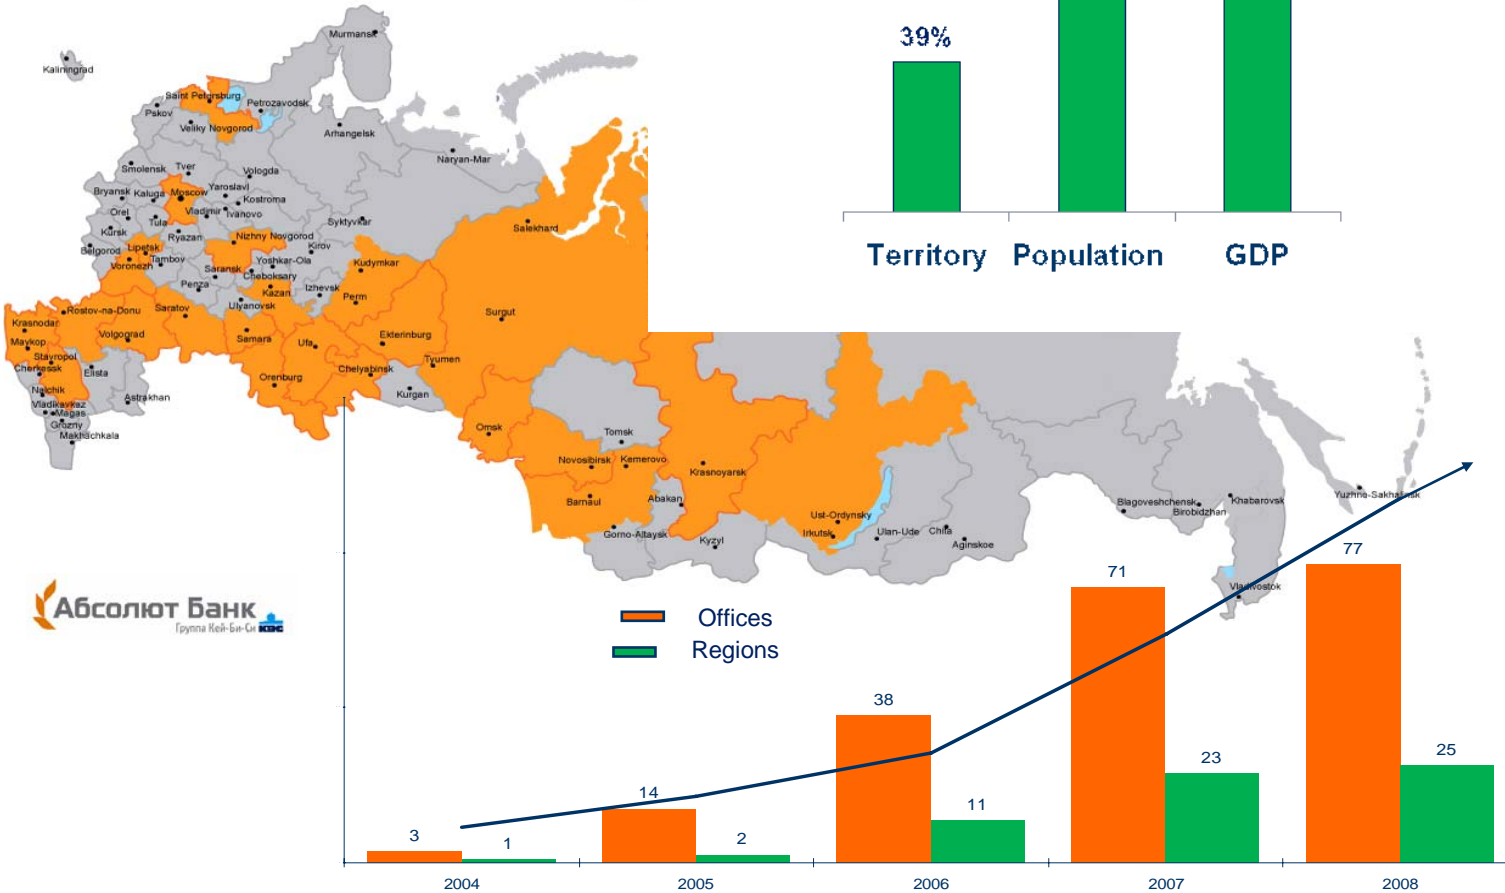 39%
Territory
Population
GDP
Murmansk
Kaliningrad
Saint Petersburg
Petrozavodsk
Pskov
Veliky Novgorod
Arhangelsk
Naryan-Mar
Smolensk
Tver
Vologda
Bryansk
Kaluga
Moscow
Yaroslavl
Kostroma
Orel
Tula
Vladimir
Ivanovo
Syktyvkar
Salekhard
Kursk
Ryazan
Nizhny Novgorod
Kirov
Belgorod
Lipetsk
Voronezh
Tambov
Saransk
Yoshkar-Ola
Cheboksary
Kudymkar
Penza
Kazan
Izhevsk
Perm
Ulyanovsk
Rostov-na-Donu
Saratov
Surgut
Krasnodar
Maykop
Volgograd
Samara
Ufa
Ekterinburg
Stavropol
Cherkessk
Elista
Orenburg
Chelyabinsk
Tyumen
Nalchik
Astrakhan
Kurgan
Vladikavkaz
Magas
Grozny
Makhachkala
Omsk
Tomsk
Novosibirsk
Kemerovo
Krasnoyarsk
Barnaul
Abakan
Gorno-Altaysk
Kyzyl
Ust-Ordynsky
Irkutsk
Ulan-Ude
Chita
Aginskoe
Blagoveshchensk
Birobidzhan
Khabarovsk
Yuzhno-Sakhalinsk
Vladivostok
Абсолют Банк
Группа Кей-Би-Си KBC
Offices
Regions
3
1
14
2
38
11
71
23
77
25
2004
2005
2006
2007
2008